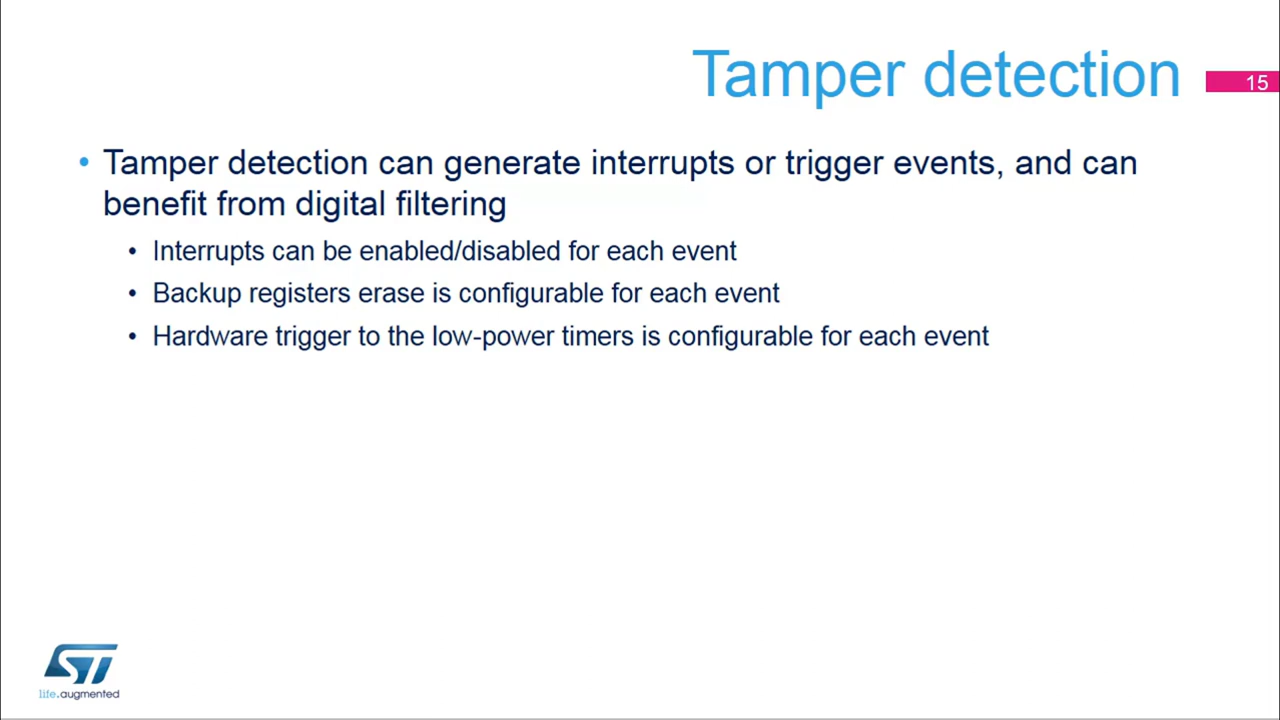 Tamper detection
15
• Tamper detection can generate interrupts or trigger events, and can
benefit from digital filtering
• Interrupts can be enabled/disabled for each event
• Backup registers erase is configurable for each event
• Hardware trigger to the low-power timers is configurable for each event
ST
life.augmented